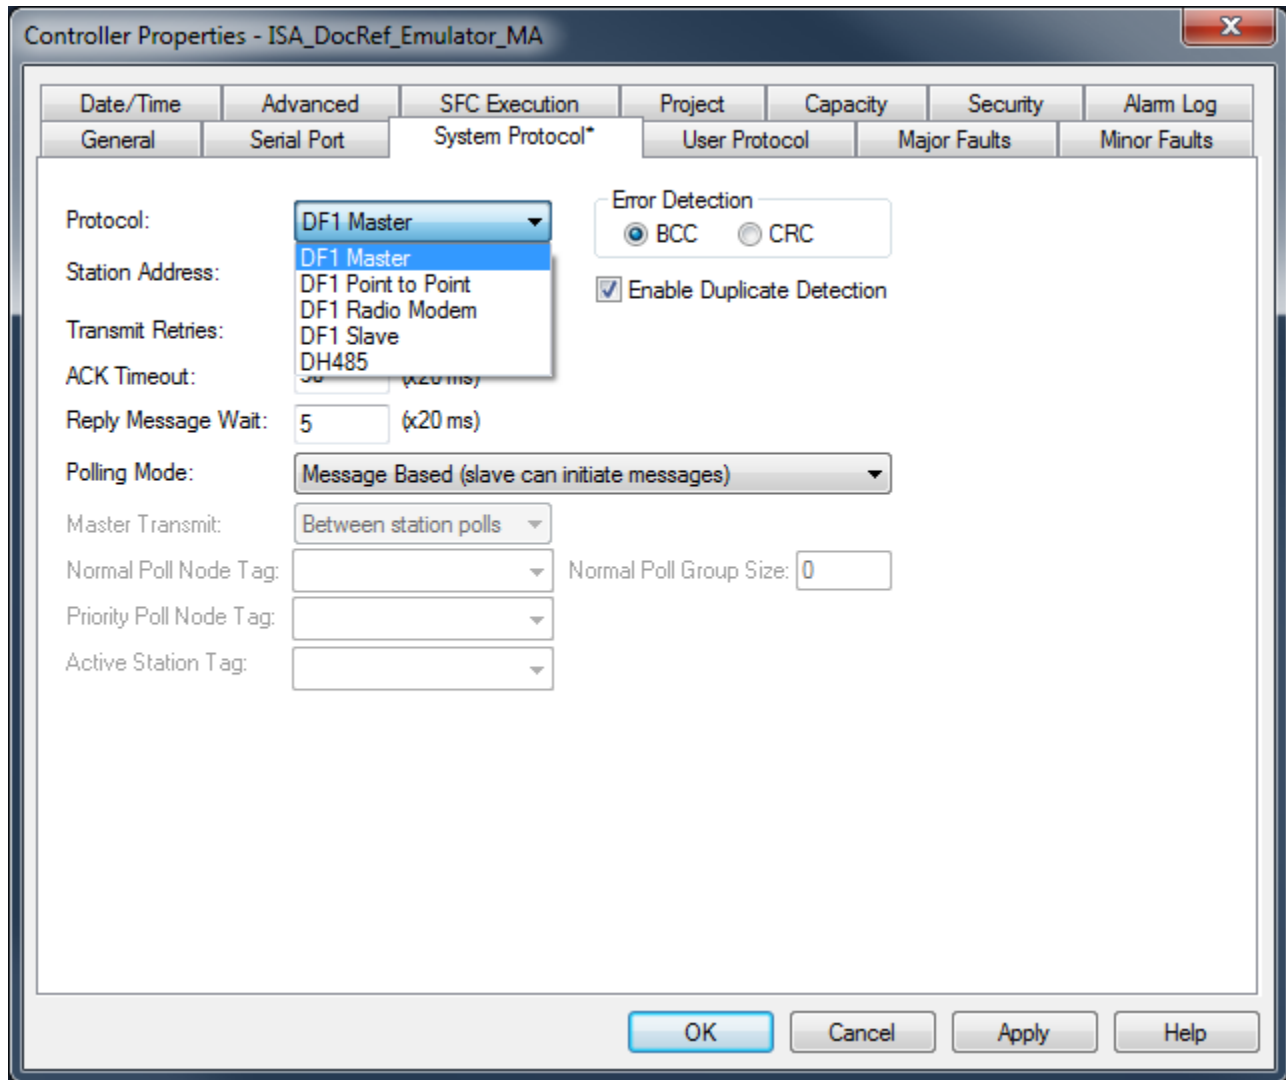 Controller Properties - ISA_DocRef_Emulator_MA
Date/Time Advanced SFC Execution Project Capacity Security Alarm Log
General Serial Port System Protocol* User Protocol Major Faults Minor Faults
Protocol: DF1 Master
Error Detection
BCC CRC
DF1 Master
DF1 Point to Point
DF1 Radio Modem
DF1 Slave
DH485
Station Address:
Enable Duplicate Detection
Transmit Retries:
ACK Timeout: (x20 ms)
Reply Message Wait: 5 (x20 ms)
Polling Mode: Message Based (slave can initiate messages)
Master Transmit: Between station polls
Normal Poll Node Tag: Normal Poll Group Size: 0
Priority Poll Node Tag:
Active Station Tag:
OK Cancel Apply Help